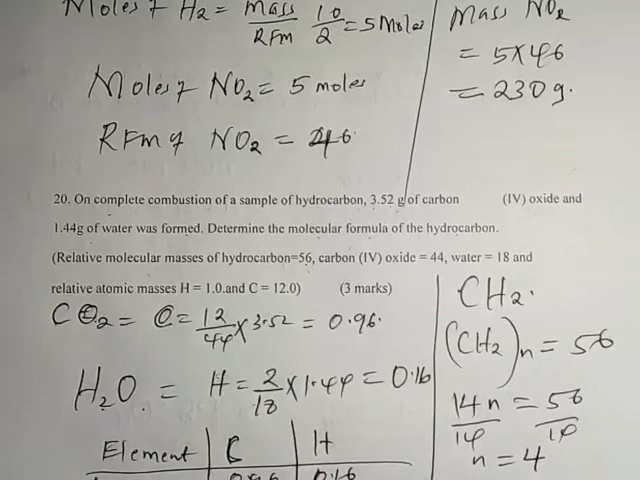 Moles of H2 = Mass/RFM 10/2 = 5 Moles
Moles of NO2 = 5 moles
RFM of NO2 = 46
Mass NO2
= 5x46
= 230g.
20. On complete combustion of a sample of hydrocarbon, 3.52 g of carbon (IV) oxide and
1.44g of water was formed. Determine the molecular formula of the hydrocarbon.
(Relative molecular masses of hydrocarbon=56, carbon (IV) oxide = 44, water = 18 and
relative atomic masses H = 1.0.and C = 12.0) (3 marks)
CO2 = C = 12/44 x 3.52 = 0.96.
H2O. = H = 2/18 x 1.44 = 0.16
Element | C | H
0.96 0.16
CH2.
(CH2)n = 56
14n/14 = 56/14
n = 4